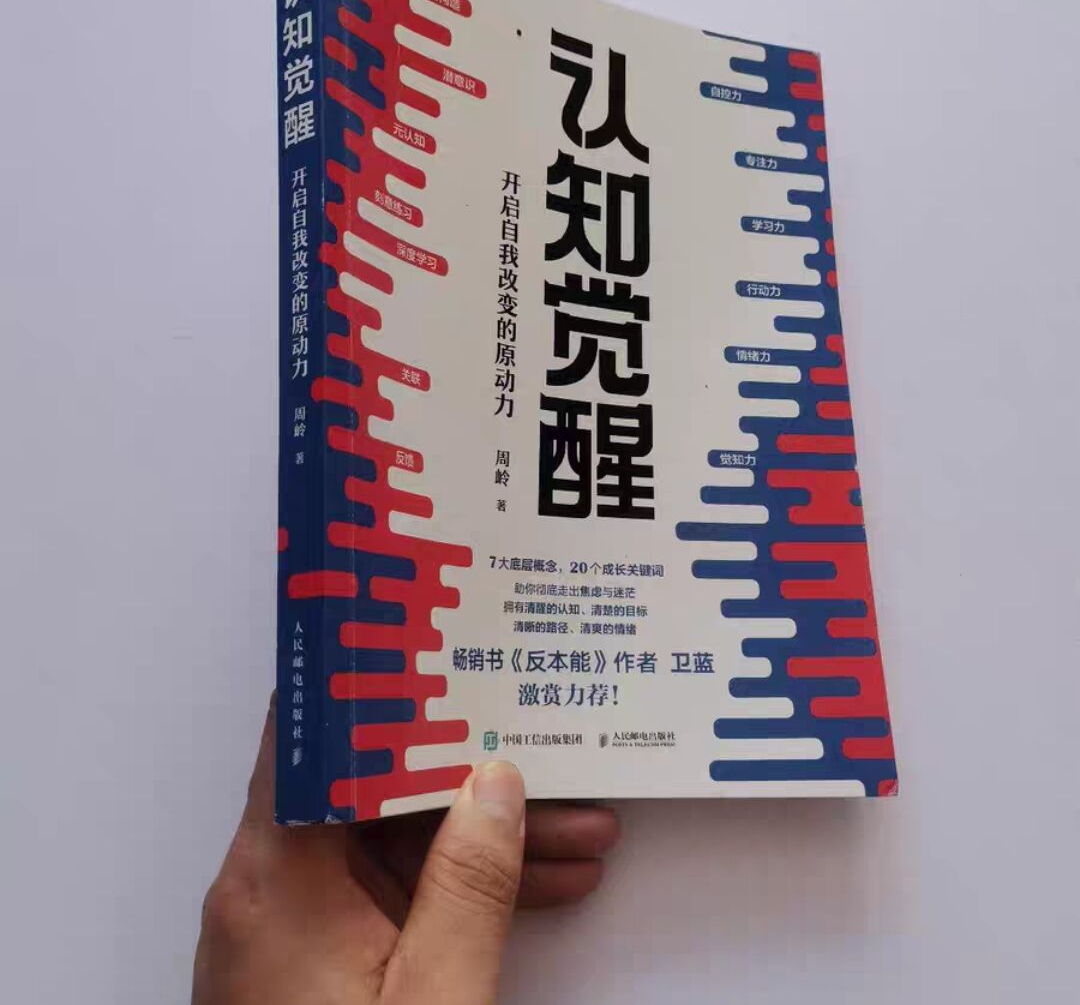 知觉醒
开启自我改变的原动力
周岭
著
人民邮电出版社
潜意识
元认知
刻意练习
深度学习
关联
反馈
认知觉醒
开启自我改变的原动力
周岭 著
自控力
专注力
学习力
行动力
情绪力
觉知力
7大底层概念，20个成长关键词
助你彻底走出焦虑与迷茫
拥有清醒的认知、清楚的目标
清晰的路径、清爽的情绪
畅销书《反本能》作者 卫蓝
激赏力荐！
中国工信出版集团
人民邮电出版社
POSTS & TELECOM PRESS